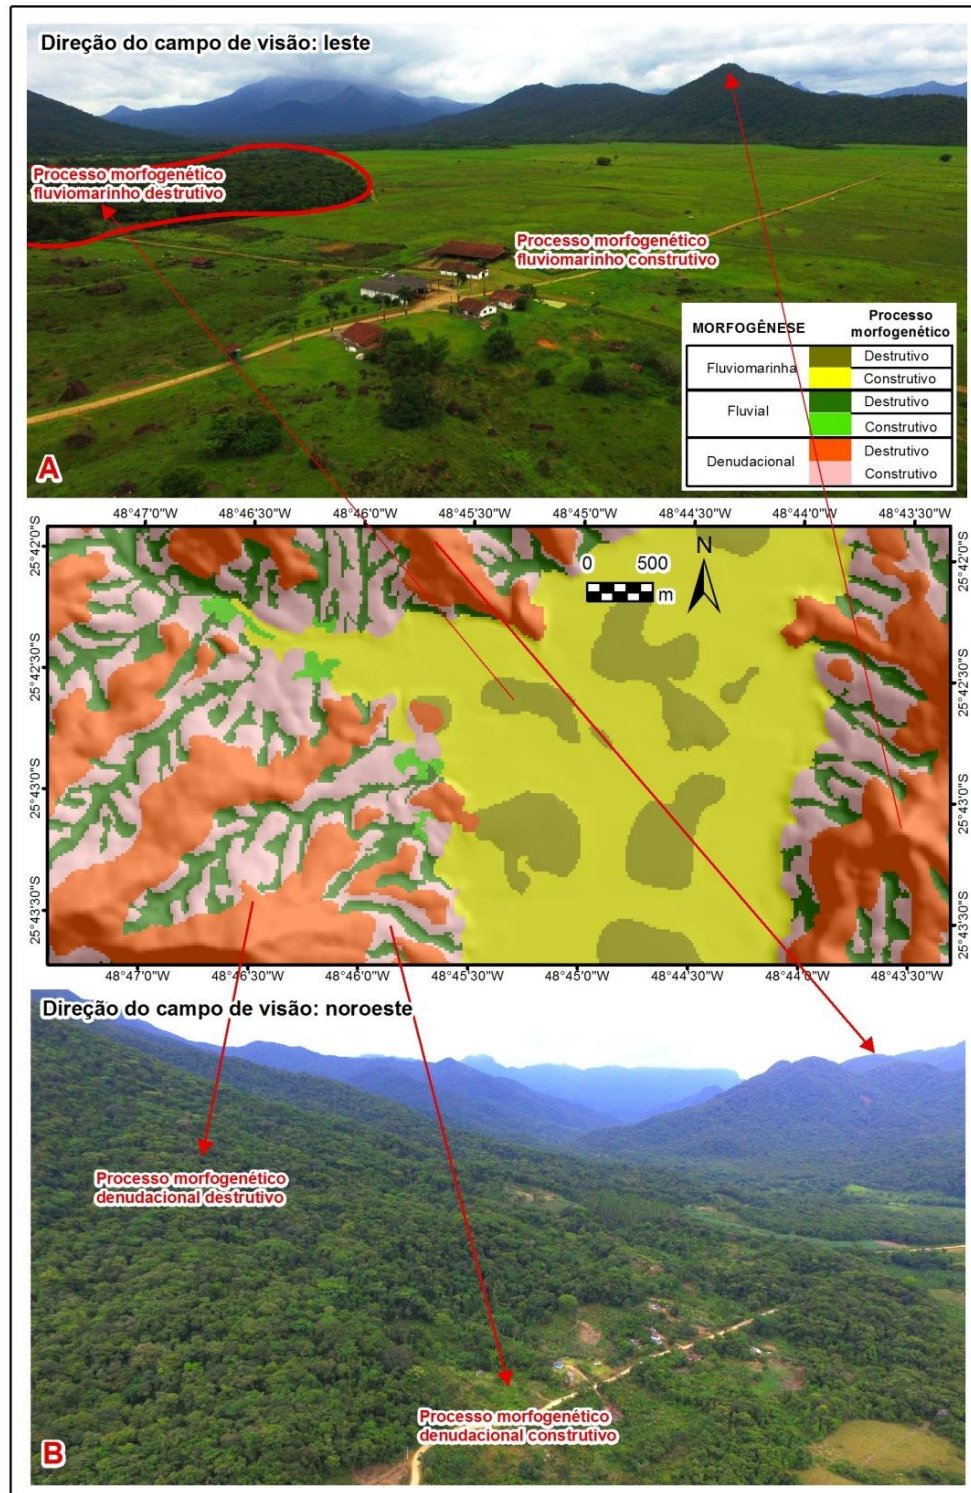 Direção do campo de visão: leste
Processo morfogenético
fluviomarinho destrutivo
Processo morfogenético
fluviomarinho construtivo
MORFOGÊNESE
Processo
morfogenético
Fluviomarinha
Destrutivo
Construtivo
Fluvial
Destrutivo
Construtivo
Denudacional
Destrutivo
Construtivo
A
48°47'0"W 48°46'30"W 48°46'0"W 48°45'30"W 48°45'0"W 48°44'30"W 48°44'0"W 48°43'30"W
25°42'0"S
25°42'30"S
25°43'0"S
25°43'30"S
0 500
m
N
25°42'0"S
25°42'30"S
25°43'0"S
25°43'30"S
48°47'0"W 48°46'30"W 48°46'0"W 48°45'30"W 48°45'0"W 48°44'30"W 48°44'0"W 48°43'30"W
Direção do campo de visão: noroeste
Processo morfogenético
denudacional destrutivo
Processo morfogenético
denudacional construtivo
B